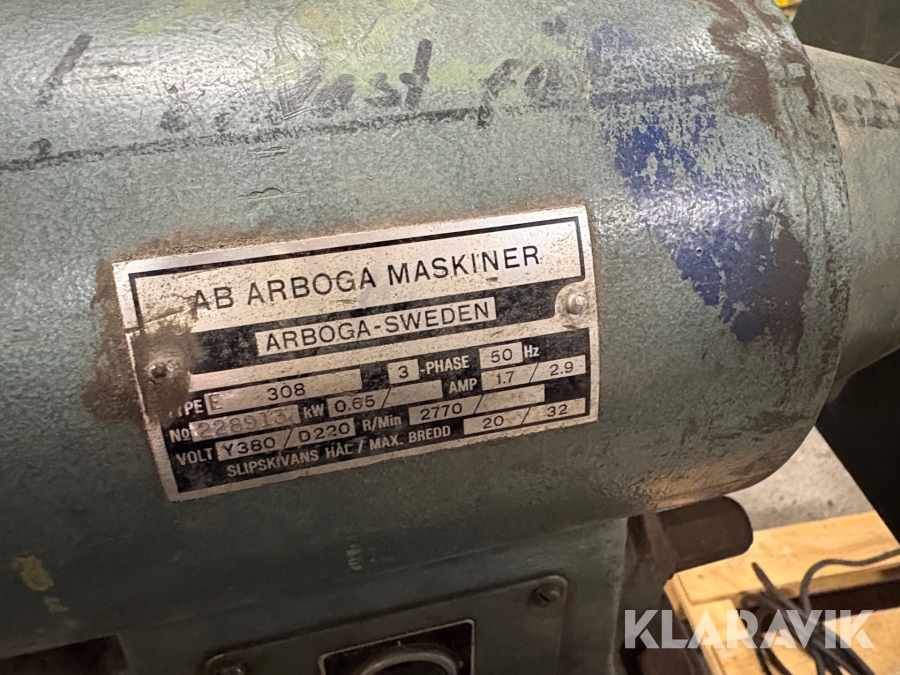 AB ARBOGA MASKINER
ARBOGA-SWEDEN
TYPE E 308 3 -PHASE 50 Hz
No 228913 kW 0.65 / AMP 1.7 / 2.9
VOLT Y380 / D220 R/Min 2770 /
SLIPSKIVANS HÅL / MAX. BREDD 20 / 32
KLARAVIK